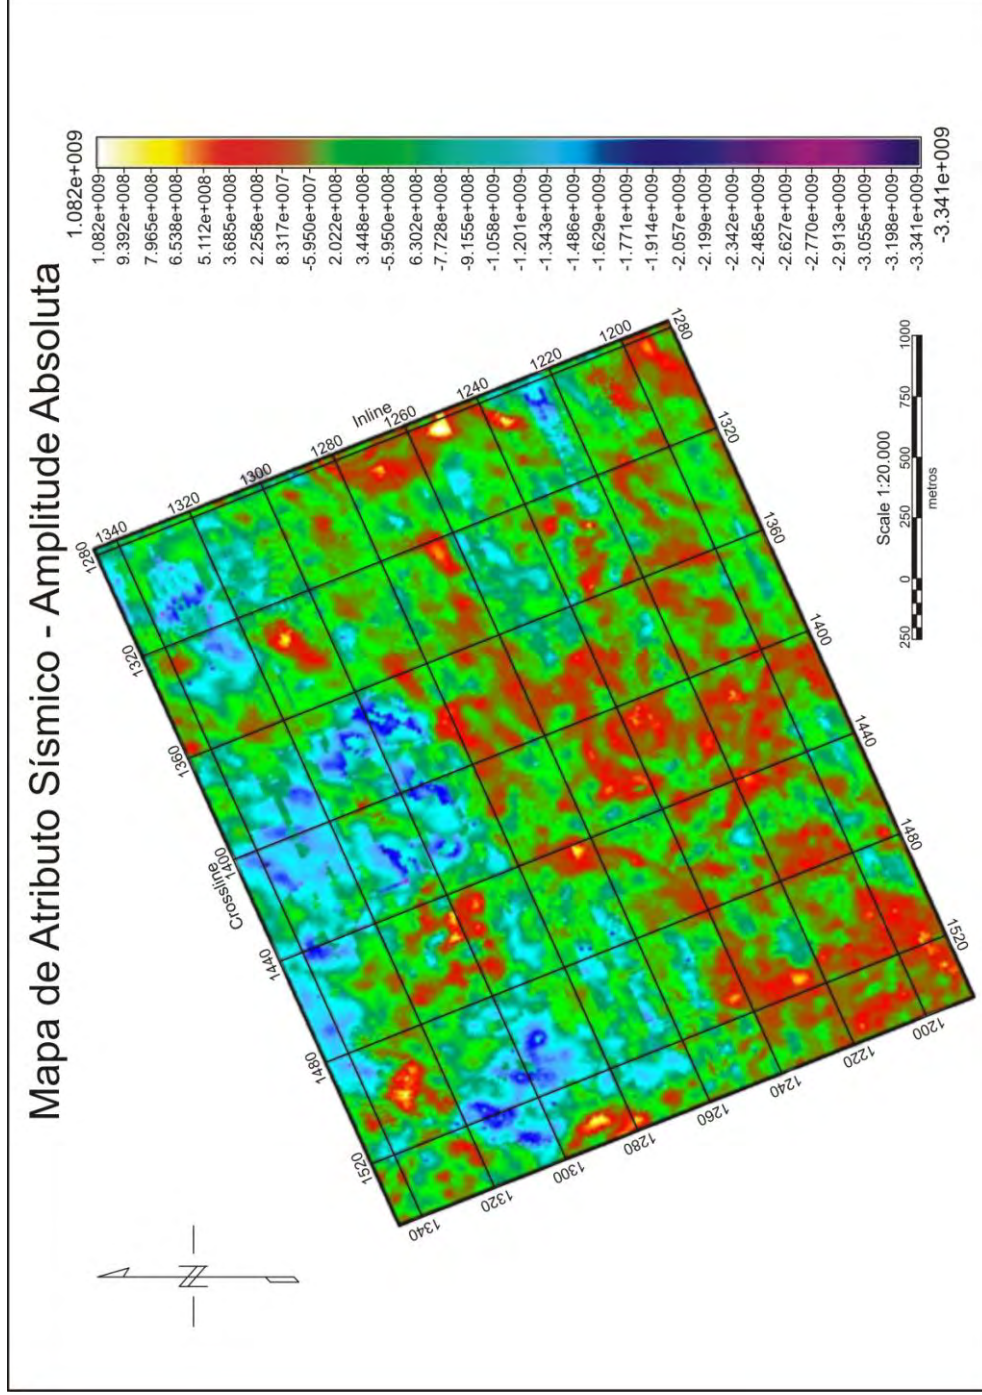 Mapa de Atributo Sísmico - Amplitude Absoluta
1.082e+009
1.082e+009
9.392e+008
7.965e+008
6.538e+008
5.112e+008
3.685e+008
2.258e+008
8.317e+007-
-5.950e+007-
2.022e+008
3.448e+008
-5.950e+009
6.302e+008
-7.728e+008
-9.155e+008
-1.058e+009
-1.201e+009
-1.343e+009
-1.486e+009
-1.629e+009
-1.771e+009
-1.914e+009
-2.057e+009
-2.199e+009
-2.342e+009
-2.485e+009
-2.627e+009
-2.770e+009
-2.913e+009
-3.055e+009
-3.198e+009
-3.341e+009
-3.341e+009
Crossline
1280
1320
1360
1400
1440
1480
1520
Inline
1340
1320
1300
1280
1260
1240
1220
1200
1280
1320
1360
1400
1440
1480
1520
1340
1320
1300
1280
1260
1240
1220
1200
N
Scale 1:20.000
250
0
250
500
750
1000
metros